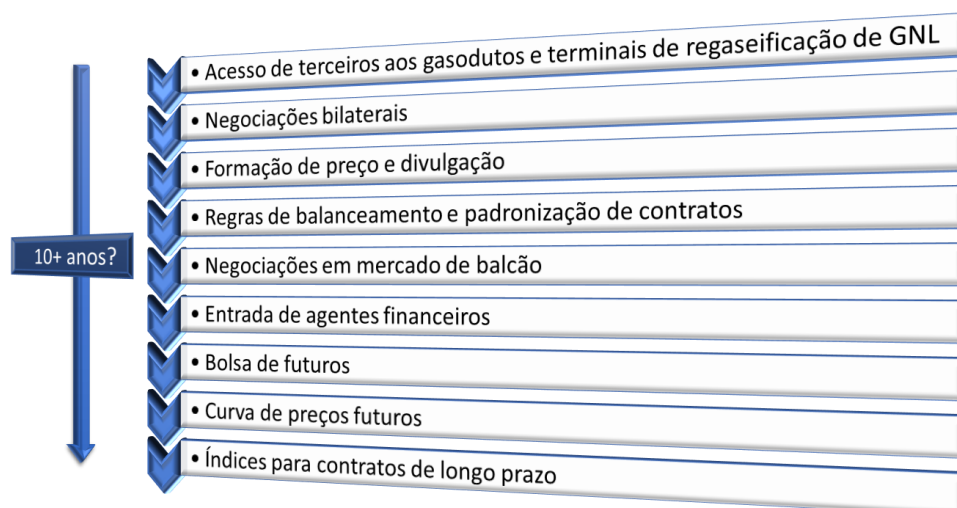 • Acesso de terceiros aos gasodutos e terminais de regaseificação de GNL
• Negociações bilaterais
• Formação de preço e divulgação
• Regras de balanceamento e padronização de contratos
10+ anos?
• Negociações em mercado de balcão
• Entrada de agentes financeiros
• Bolsa de futuros
• Curva de preços futuros
• Índices para contratos de longo prazo